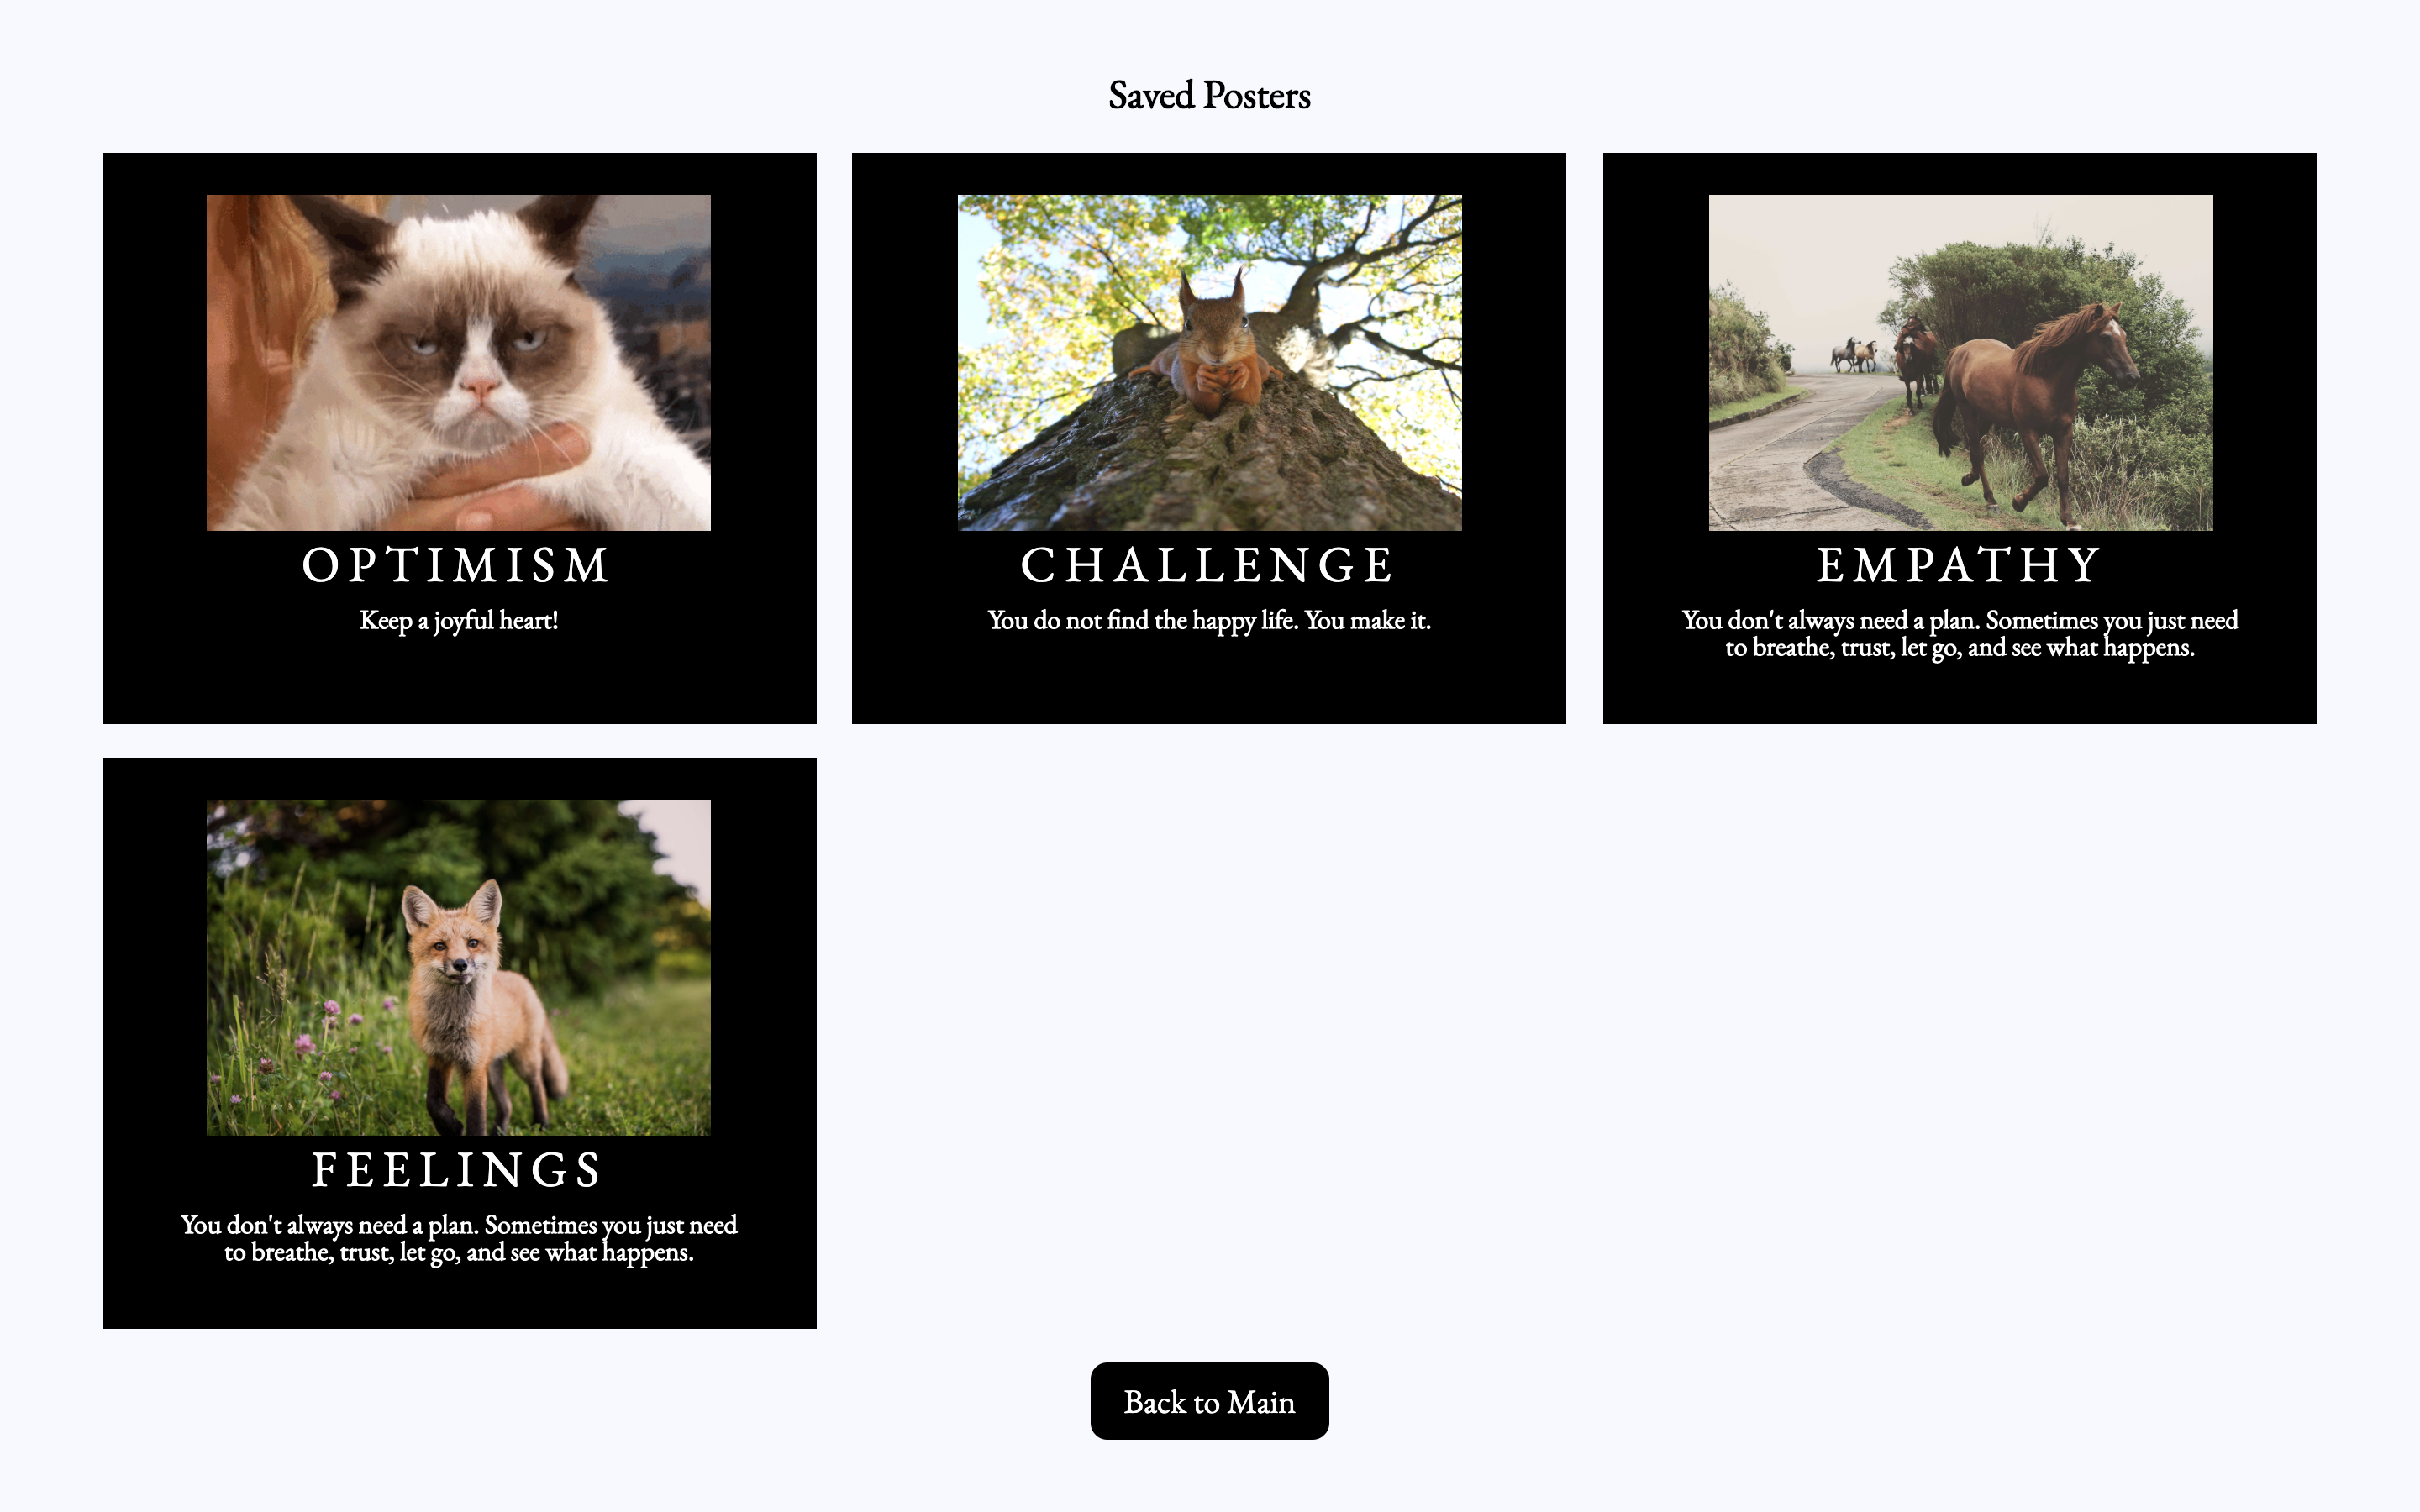 Saved Posters
OPTIMISM
Keep a joyful heart!
CHALLENGE
You do not find the happy life. You make it.
EMPATHY
You don't always need a plan. Sometimes you just need
to breathe, trust, let go, and see what happens.
FEELINGS
You don't always need a plan. Sometimes you just need
to breathe, trust, let go, and see what happens.
Back to Main